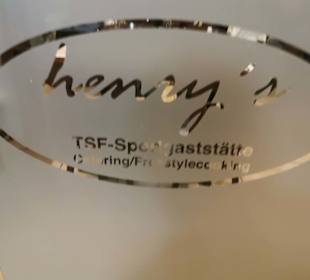 henry's
TSF-Sportgaststätte
Catering/Freestylecooking